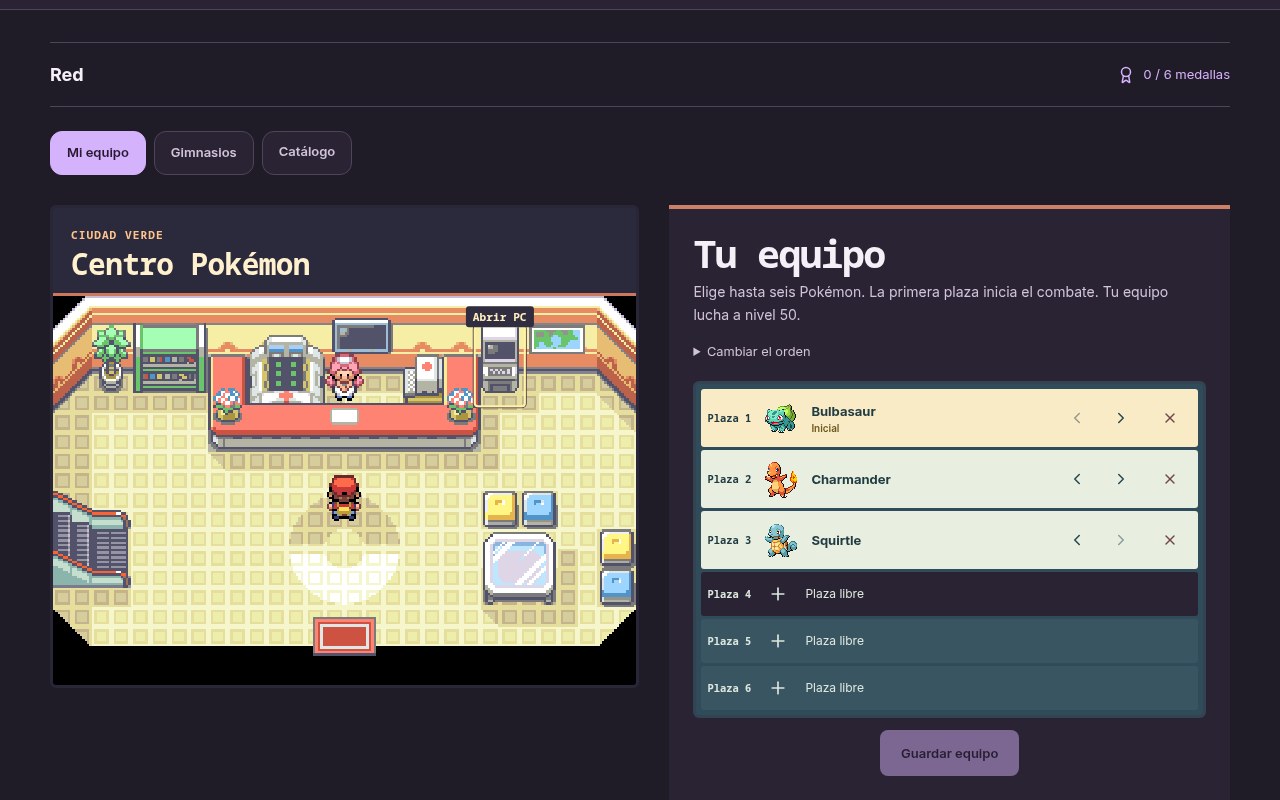 Red
0 / 6 medallas
Mi equipo
Gimnasios
Catálogo
CIUDAD VERDE
Centro Pokémon
Abrir PC
Tu equipo
Elige hasta seis Pokémon. La primera plaza inicia el combate. Tu equipo
lucha a nivel 50.
Cambiar el orden
Plaza 1
Bulbasaur
Inicial
Plaza 2
Charmander
Plaza 3
Squirtle
Plaza 4
Plaza libre
Plaza 5
Plaza libre
Plaza 6
Plaza libre
Guardar equipo